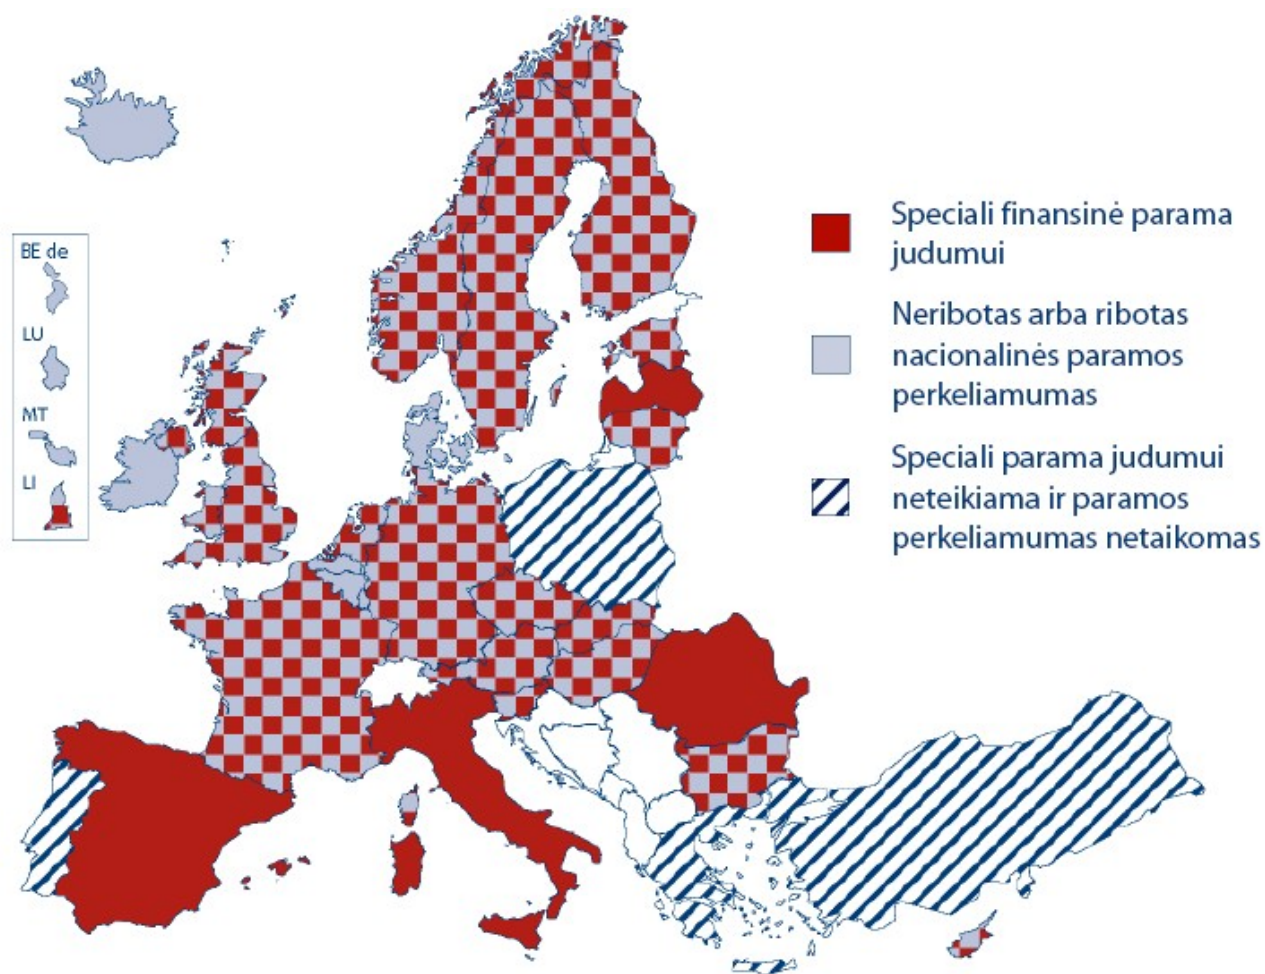 BE de
LU
MT
LI
Speciali finansinė parama
judumui
Neribotas arba ribotas
nacionalinės paramos
perkeliamumas
Speciali parama judumui
neteikiama ir paramos
perkeliamumas netaikomas